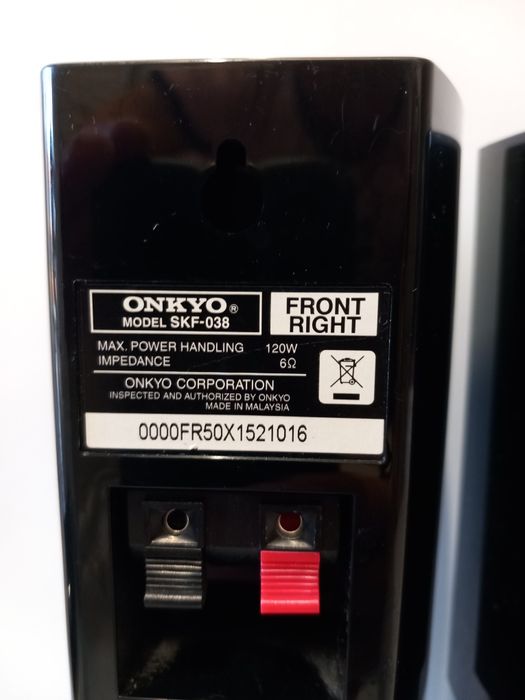 ONKYO®
MODEL SKF-038
FRONT
RIGHT
MAX. POWER HANDLING 120W
IMPEDANCE 6Ω
ONKYO CORPORATION
INSPECTED AND AUTHORIZED BY ONKYO
MADE IN MALAYSIA
0000FR50X1521016